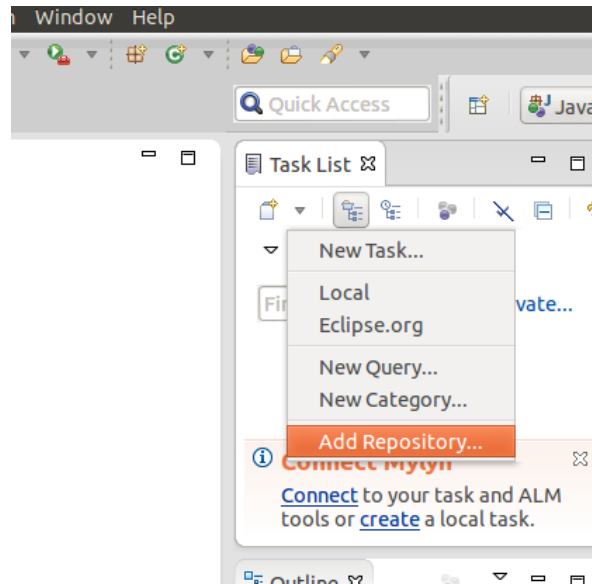 Window Help
Quick Access
Java
Task List
New Task...
Local
Eclipse.org
New Query...
New Category...
Add Repository...
Connect Mylyn
Connect to your task and ALM
tools or create a local task.
Outline